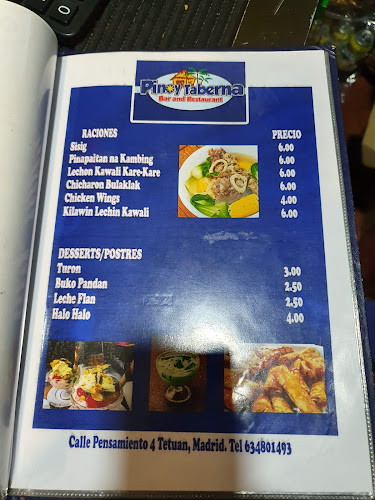 Pinoy Taberna
Bar and Restaurant
RACIONES PRECIO
Sisig 6.00
Pinapaitan na Kambing 6.00
Lechon Kawali Kare-Kare 6.00
Chicharon Bulaklak 6.00
Chicken Wings 4.00
Kilawin Lechin Kawali 6.00
DESSERTS/POSTRES
Turon 3.00
Buko Pandan 2.50
Leche Flan 2.50
Halo Halo 4.00
Calle Pensamiento 4 Tetuan, Madrid. Tel 634801493